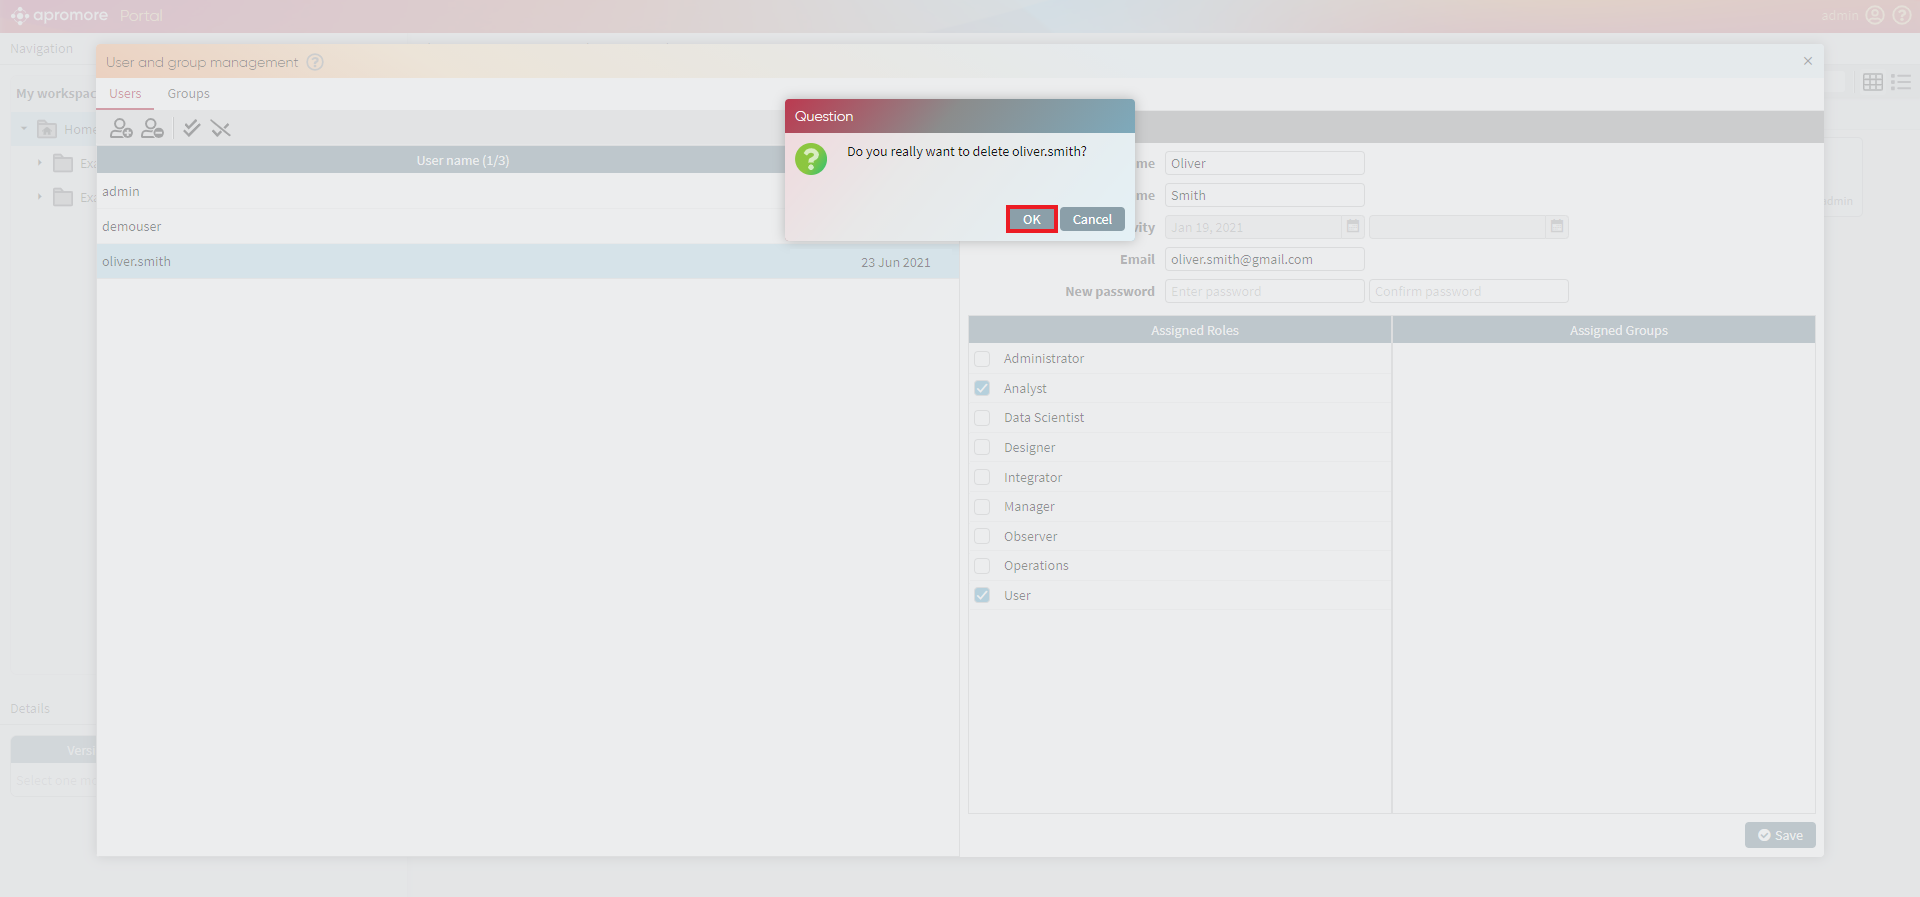 apromore Portal
admin
Navigation
User and group management
My workspac
Users Groups
Home
Question
Do you really want to delete oliver.smith?
OK Cancel
User name (1/3)
admin
demouser
oliver.smith 23 Jun 2021
me Oliver
me Smith
vity Jan 19, 2021
Email oliver.smith@gmail.com
New password Enter password Confirm password
Assigned Roles Assigned Groups
Administrator
Analyst
Data Scientist
Designer
Integrator
Manager
Observer
Operations
User
Ex
Ex
dmin
Details
Versi
Select one mo
Save